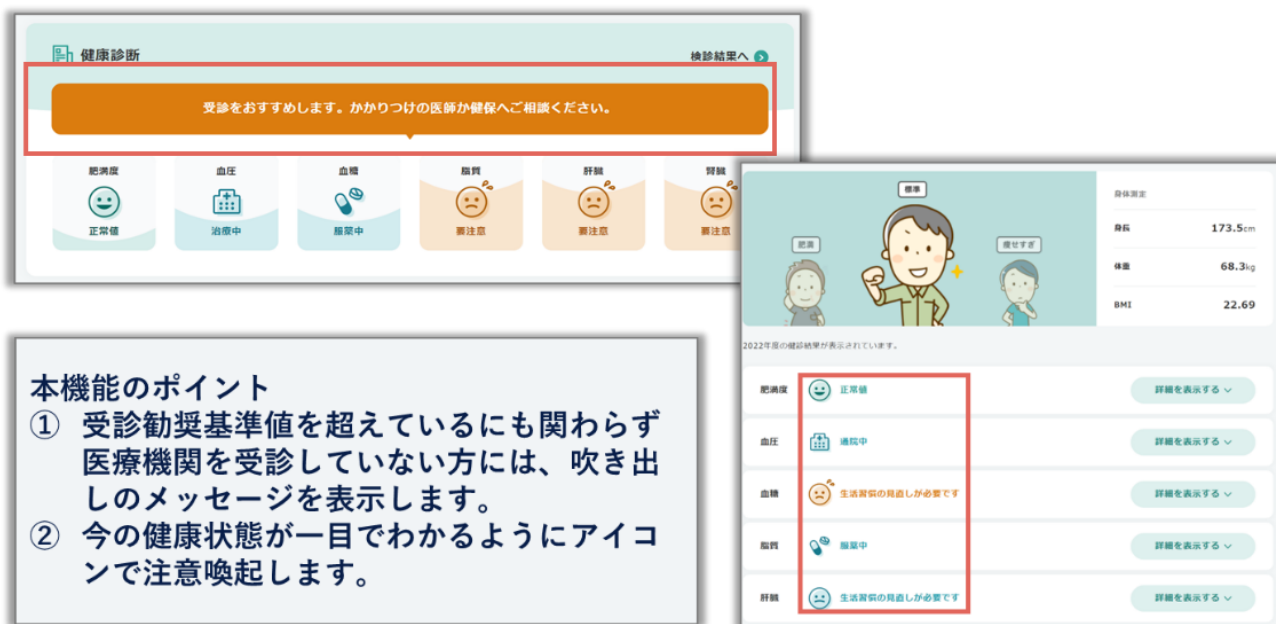 健康診断
検診結果へ
受診をおすすめします。かかりつけの医師か健保へご相談ください。
肥満度
血圧
血糖
脂質
肝臓
腎臓
正常値
治療中
服薬中
要注意
要注意
要注意
本機能のポイント
① 受診勧奨基準値を超えているにも関わらず
医療機関を受診していない方には、吹き出
しのメッセージを表示します。
② 今の健康状態が一目でわかるようにアイコ
ンで注意喚起します。
標準
肥満
痩せすぎ
身体測定
身長 173.5cm
体重 68.3kg
BMI 22.69
2022年度の健診結果が表示されています。
肥満度 正常値 詳細を表示する
血圧 通院中 詳細を表示する
血糖 生活習慣の見直しが必要です 詳細を表示する
脂質 服薬中 詳細を表示する
肝臓 生活習慣の見直しが必要です 詳細を表示する